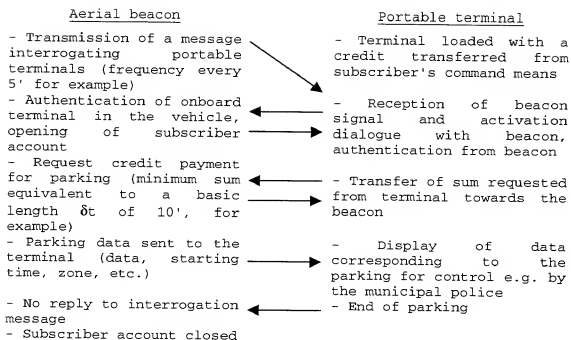 Aerial beacon
- Transmission of a message
interrogating portable
terminals (frequency every
5' for example)
- Authentication of onboard
terminal in the vehicle,
opening of subscriber
account
- Request credit payment
for parking (minimum sum
equivalent to a basic
length δt of 10', for
example)
- Parking data sent to the
terminal (data, starting
time, zone, etc.)
- No reply to interrogation
message
- Subscriber account closed
Portable terminal
- Terminal loaded with a
credit transferred from
subscriber's command means
- Reception of beacon
signal and activation
dialogue with beacon,
authentication from beacon
- Transfer of sum requested
from terminal towards the
beacon
- Display of data
corresponding to the
parking for control e.g. by
the municipal police
- End of parking